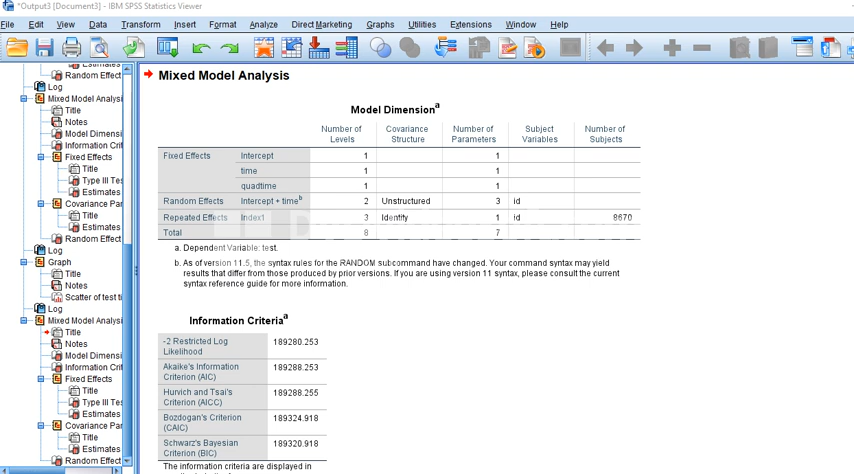 *Output3 [Document3] - IBM SPSS Statistics Viewer
File Edit View Data Transform Insert Format Analyze Direct Marketing Graphs Utilities Extensions Window Help
Estimates
Random Effect
Log
Mixed Model Analysi
Title
Notes
Model Dimensi
Information Crit
Fixed Effects
Title
Type III Tes
Estimates
Covariance Par
Title
Estimates
Random Effect
Log
Graph
Title
Notes
Scatter of test ti
Log
Mixed Model Analysi
Title
Notes
Model Dimensi
Information Crit
Fixed Effects
Title
Type III Tes
Estimates
Covariance Par
Title
Estimates
Random Effect
Mixed Model Analysis
Model Dimensionᵃ
Number of Levels Covariance Structure Number of Parameters Subject Variables Number of Subjects
Fixed Effects Intercept 1 1
time 1 1
quadtime 1 1
Random Effects Intercept + timeᵇ 2 Unstructured 3 id
Repeated Effects Index1 3 Identity 1 id 8670
Total 8 7
a. Dependent Variable: test.
b. As of version 11.5, the syntax rules for the RANDOM subcommand have changed. Your command syntax may yield
results that differ from those produced by prior versions. If you are using version 11 syntax, please consult the current
syntax reference guide for more information.
Information Criteriaᵃ
-2 Restricted Log Likelihood 189280.253
Akaike's Information Criterion (AIC) 189288.253
Hurvich and Tsai's Criterion (AICC) 189288.255
Bozdogan's Criterion (CAIC) 189324.918
Schwarz's Bayesian Criterion (BIC) 189320.918
The information criteria are displayed in